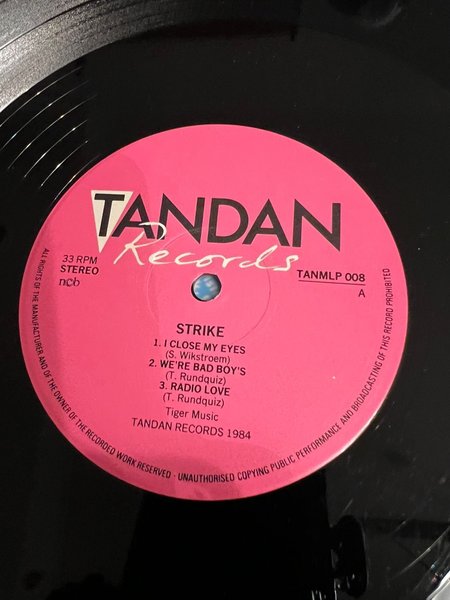 TANDAN
Records
33 RPM
STEREO
ncb
TANMLP 008
A
STRIKE
1. I CLOSE MY EYES
(S. Wikstroem)
2. WE'RE BAD BOY'S
(T. Rundquiz)
3. RADIO LOVE
(T. Rundquiz)
Tiger Music
TANDAN RECORDS 1984
ALL RIGHTS OF THE MANUFACTURER AND OF THE OWNER OF THE RECORDED WORK RESERVED - UNAUTHORISED COPYING PUBLIC PERFORMANCE AND BROADCASTING OF THIS RECORD PROHIBITED